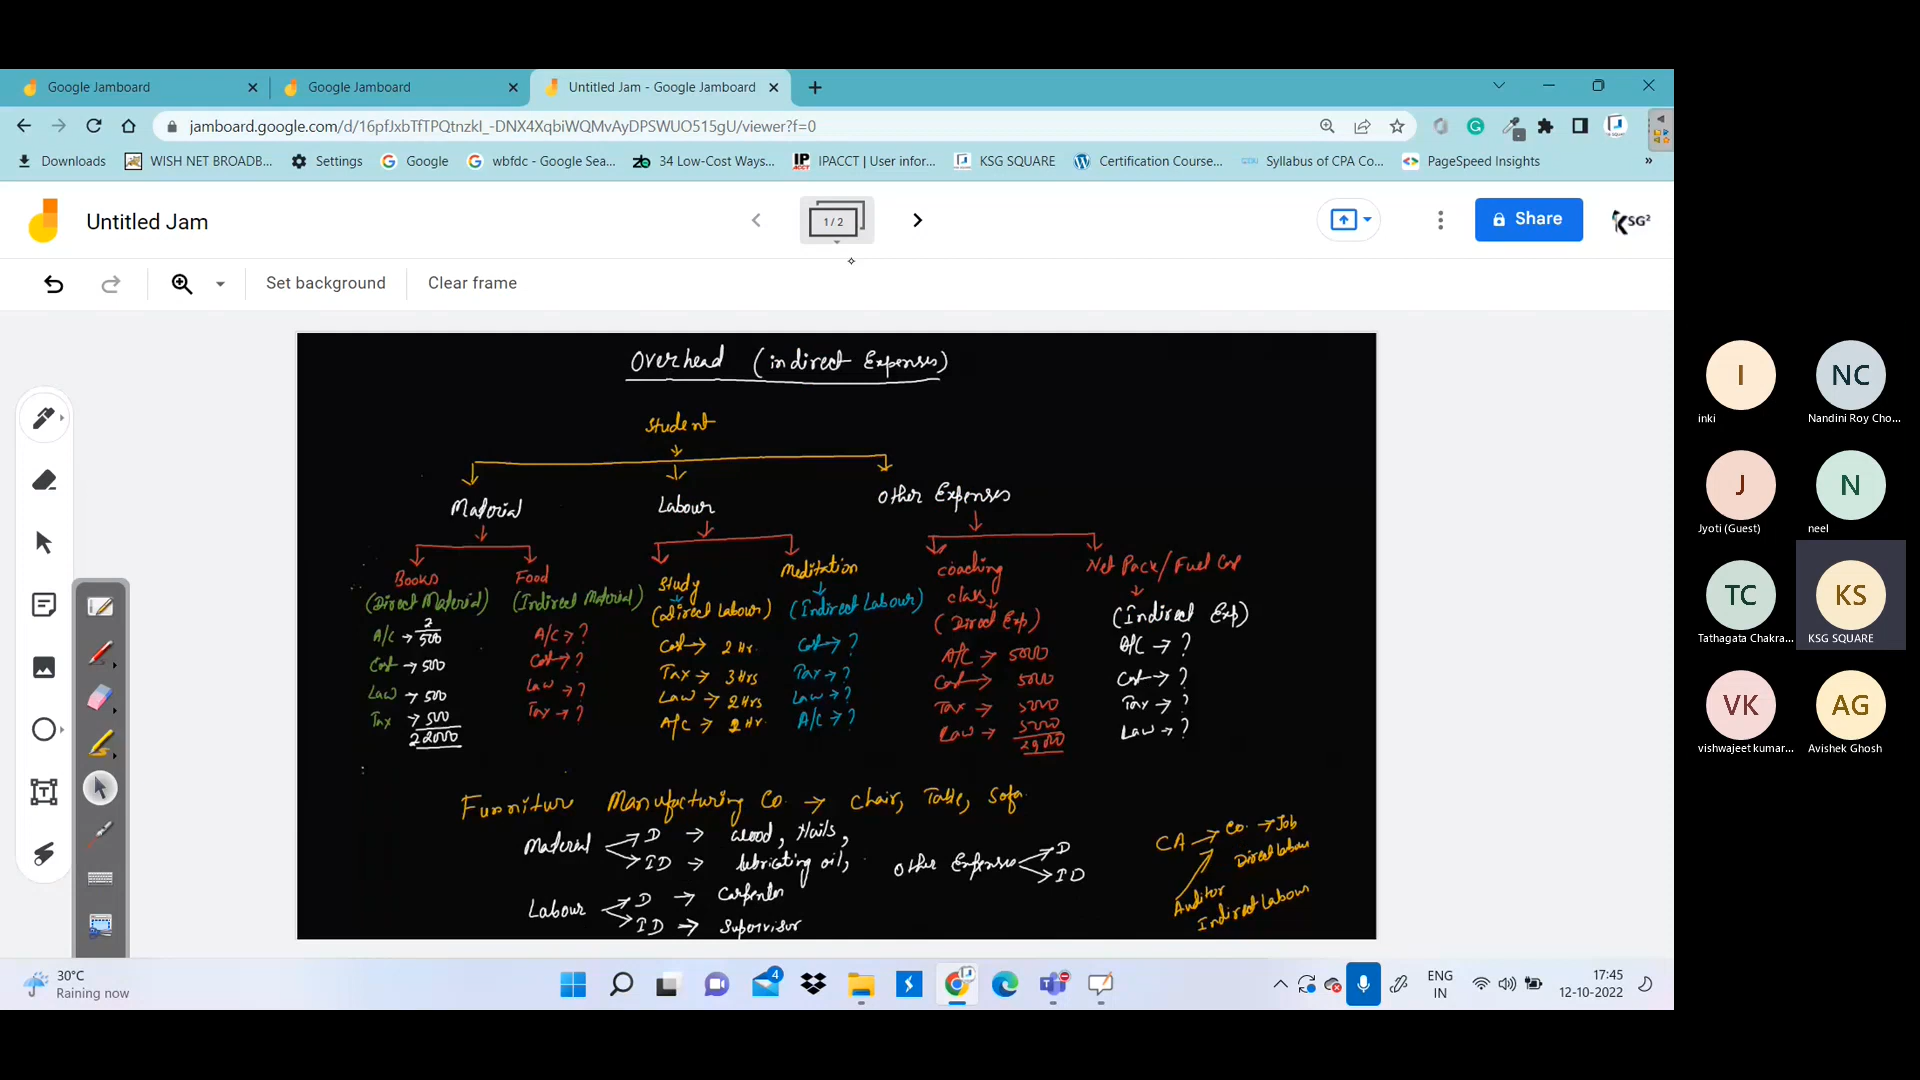 Google Jamboard
Google Jamboard
Untitled Jam - Google Jamboard
jamboard.google.com/d/16pfJxbTfTPQtnzkI_-DNX4XqbiWQMvAyDPSWUO515gU/viewer?f=0
Downloads WISH NET BROADB... Settings Google wbfdc - Google Sea... 34 Low-Cost Ways... IPACCT | User infor... KSG SQUARE Certification Course... Syllabus of CPA Co... PageSpeed Insights »
Untitled Jam
1 / 2
Share
KSG²
Set background
Clear frame
Overhead (indirect Expenses)
Student
Material
Labour
Other Expenses
Books
(Direct Material)
A/C → 500
Cost → 500
Law → 500
Tax → 500
Food
(Indirect Material)
A/C → ?
Cost → ?
Law → ?
Tax → ?
Study
(Direct Labour)
Cost → 2 Hr.
Tax → 3 Hrs
Law → 2 Hrs
A/C → 2 Hr.
Meditation
(Indirect Labour)
Cost → ?
Tax → ?
Law → ?
A/C → ?
Coaching
class
(Direct Exp)
A/C → 5000
Cost → 5000
Tax → 5000
Law → 5000
Net Pack/Fuel Cost
(Indirect Exp)
A/C → ?
Cost → ?
Tax → ?
Law → ?
Furniture Manufacturing Co. → Chair, Table, Sofa
Material
D → Wood, Nails,
ID → lubricating oil,
Labour
D → Carpenter
ID → Supervisor
Other Expenses
D
ID
CA → Co. → Job
Direct Labour
Auditor
Indirect Labour
I
inki
NC
Nandini Roy Cho...
J
Jyoti (Guest)
N
neel
TC
Tathagata Chakra...
KS
KSG SQUARE
VK
vishwajeet kumar...
AG
Avishek Ghosh
30°C
Raining now
4
ENG
IN
17:45
12-10-2022